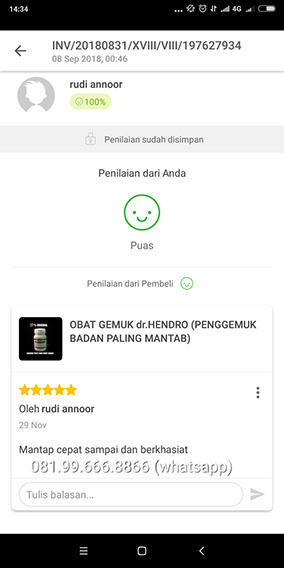 14:34
4G
INV/20180831/XVIII/VIII/197627934
08 Sep 2018, 00:46
rudi annoor
100%
Penilaian sudah disimpan
Penilaian dari Anda
Puas
Penilaian dari Pembeli
OBAT GEMUK dr.HENDRO (PENGGEMUK
BADAN PALING MANTAB)
Oleh rudi annoor
29 Nov
Mantap cepat sampai dan berkhasiat
081.99.666.8866 (whatsapp)
Tulis balasan...